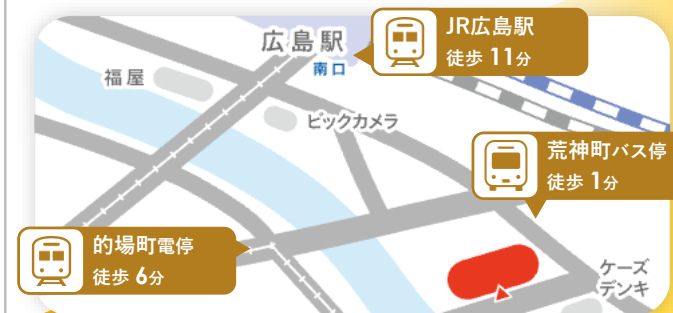 広島駅
南口
JR広島駅
徒歩 11分
福屋
ビックカメラ
荒神町バス停
徒歩 1分
的場町電停
徒歩 6分
ケーズ
デンキ